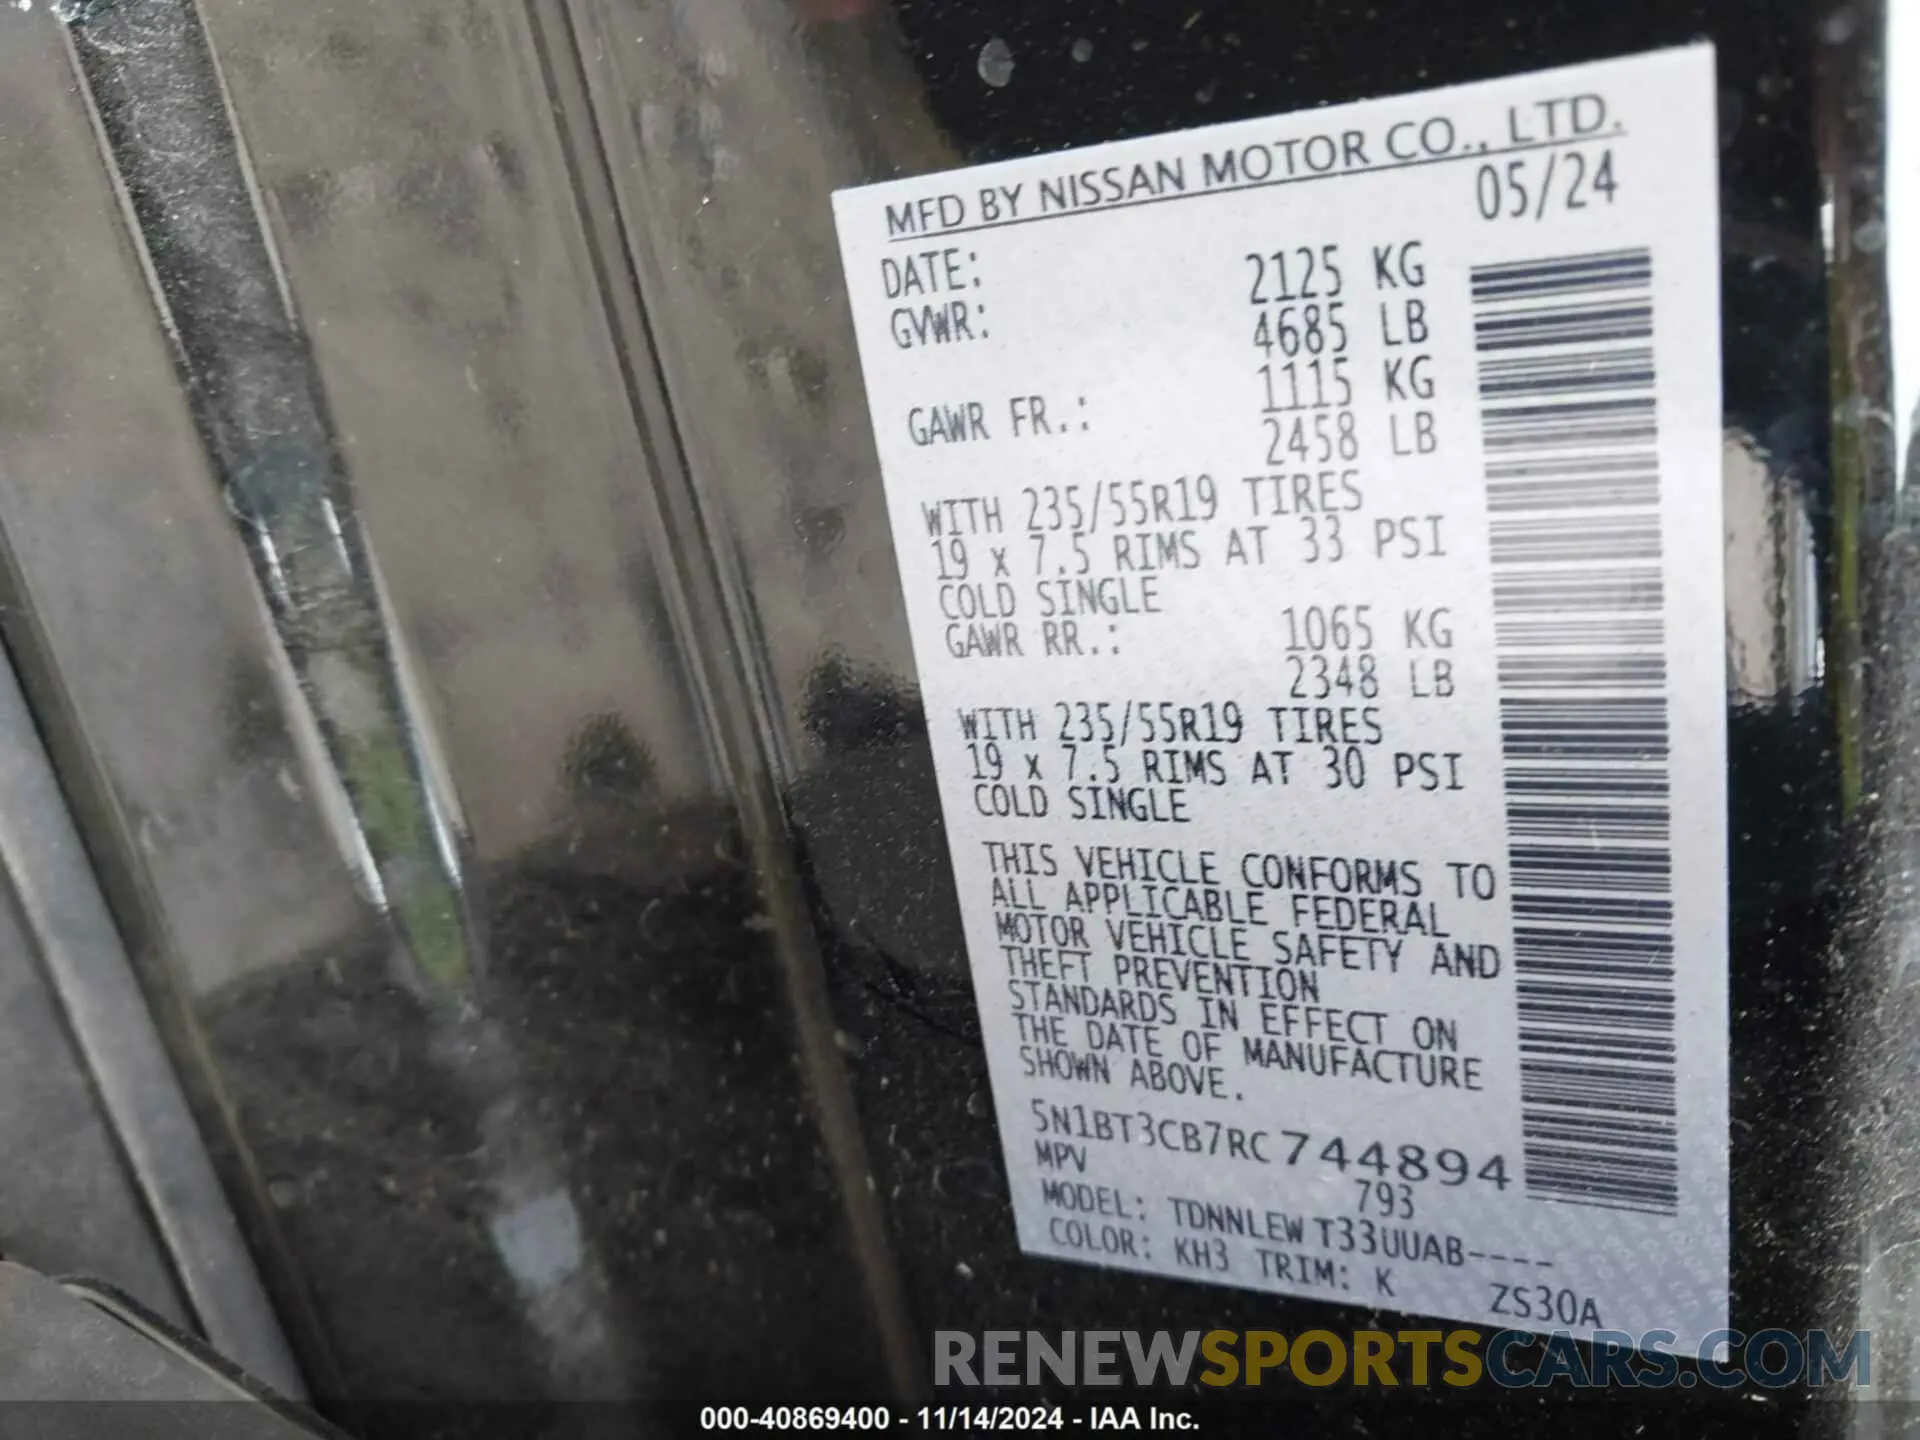 MFD BY NISSAN MOTOR CO., LTD.
DATE: 05/24
GVWR: 2125 KG
4685 LB
GAWR FR.: 1115 KG
2458 LB
WITH 235/55R19 TIRES
19 x 7.5 RIMS AT 33 PSI
COLD SINGLE
GAWR RR.: 1065 KG
2348 LB
WITH 235/55R19 TIRES
19 x 7.5 RIMS AT 30 PSI
COLD SINGLE
THIS VEHICLE CONFORMS TO
ALL APPLICABLE FEDERAL
MOTOR VEHICLE SAFETY AND
THEFT PREVENTION
STANDARDS IN EFFECT ON
THE DATE OF MANUFACTURE
SHOWN ABOVE.
5N1BT3CB7RC744894
MPV 793
MODEL: TDNNLEW T33UUAB----
COLOR: KH3 TRIM: K ZS30A
RENEWSPORTSCARS.COM
000-40869400 - 11/14/2024 - IAA Inc.